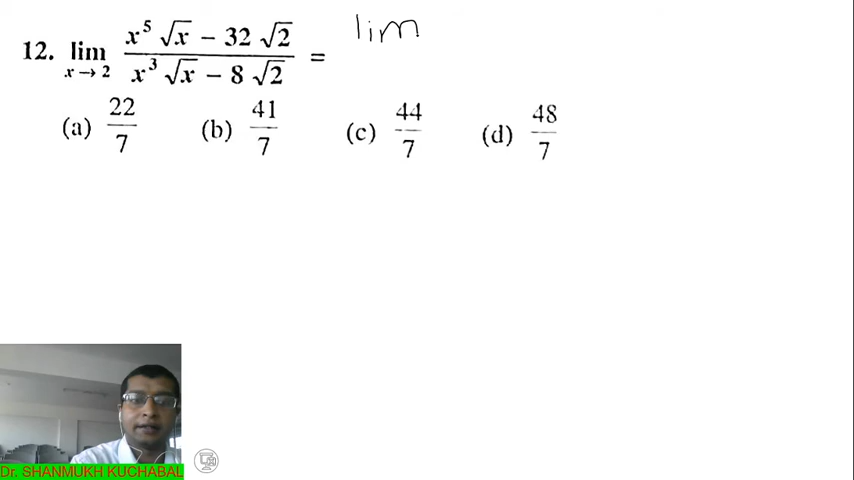 12. lim x→2 (x⁵ √x − 32 √2) / (x³ √x − 8 √2) = lim
(a) 22/7 (b) 41/7 (c) 44/7 (d) 48/7
Dr. SHANMUKH KUCHABAL